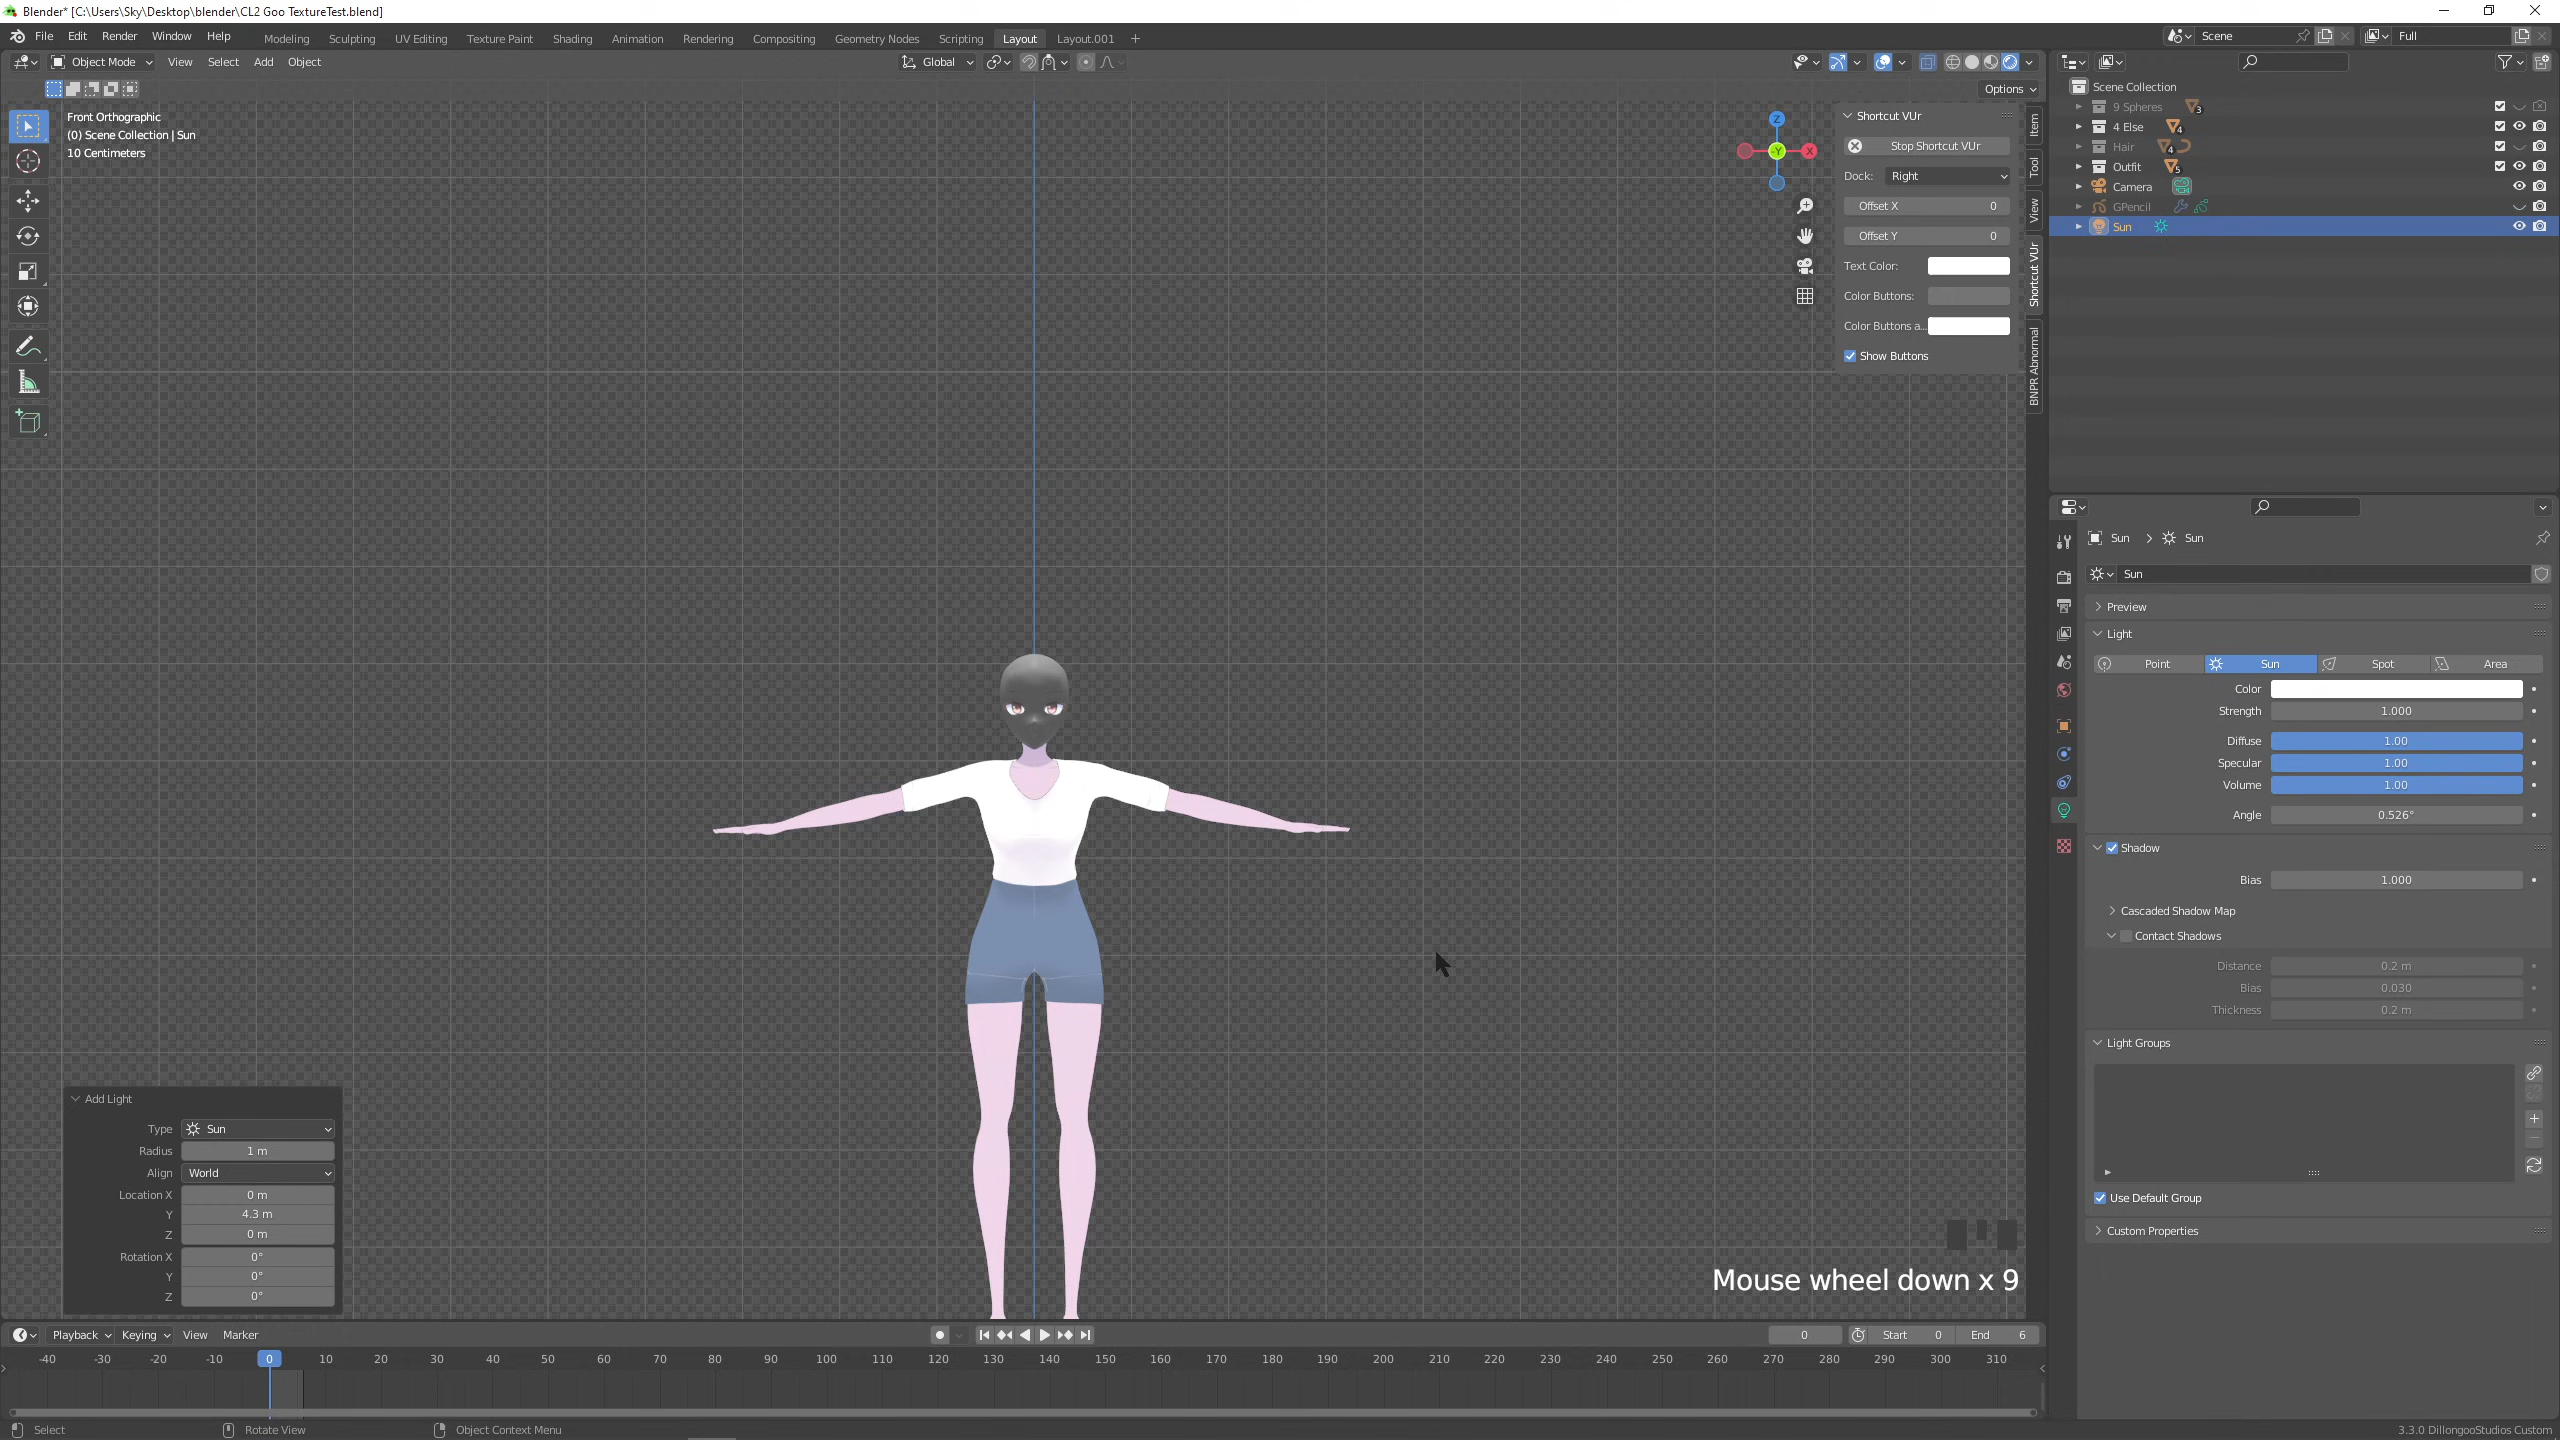 Blender* [C:\Users\Sky\Desktop\blender\CL2 Goo TextureTest.blend]
File Edit Render Window Help Modeling Sculpting UV Editing Texture Paint Shading Animation Rendering Compositing Geometry Nodes Scripting Layout Layout.001 + Scene Full
Object Mode View Select Add Object Global
Options
Front Orthographic
(0) Scene Collection | Sun
10 Centimeters
Z
-Y
X
Shortcut VUr
Stop Shortcut VUr
Dock: Right
Offset X 0
Offset Y 0
Text Color:
Color Buttons:
Color Buttons a...
Show Buttons
Item
Tool
View
Shortcut VUr
BNPR Abnormal
Scene Collection
9 Spheres 3
4 Else 4
Hair 4
Outfit 5
Camera
GPencil
Sun
Sun > Sun
Sun
Preview
Light
Point Sun Spot Area
Color
Strength 1.000
Diffuse 1.00
Specular 1.00
Volume 1.00
Angle 0.526°
Shadow
Bias 1.000
Cascaded Shadow Map
Contact Shadows
Distance 0.2 m
Bias 0.030
Thickness 0.2 m
Light Groups
Use Default Group
Custom Properties
Add Light
Type Sun
Radius 1 m
Align World
Location X 0 m
Y 4.3 m
Z 0 m
Rotation X 0°
Y 0°
Z 0°
Mouse wheel down x 9
Playback Keying View Marker 0 Start 0 End 6
-40 -30 -20 -10 0 10 20 30 40 50 60 70 80 90 100 110 120 130 140 150 160 170 180 190 200 210 220 230 240 250 260 270 280 290 300 310
Select Rotate View Object Context Menu 3.3.0 DillongooStudios Custom